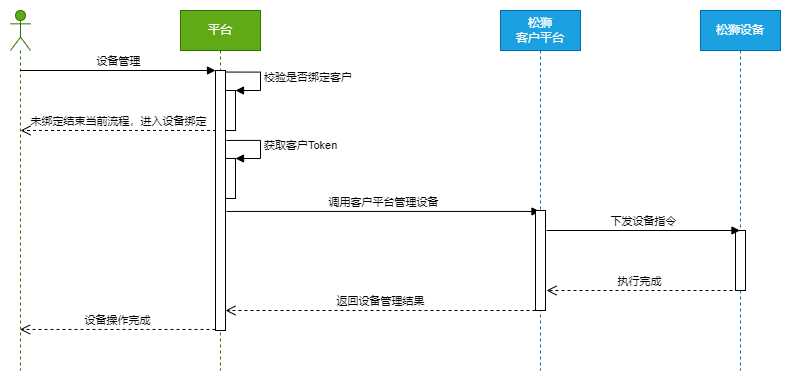 平台
松狮
客户平台
松狮设备
设备管理
校验是否绑定客户
未绑定结束当前流程，进入设备绑定
获取客户Token
调用客户平台管理设备
下发设备指令
执行完成
返回设备管理结果
设备操作完成